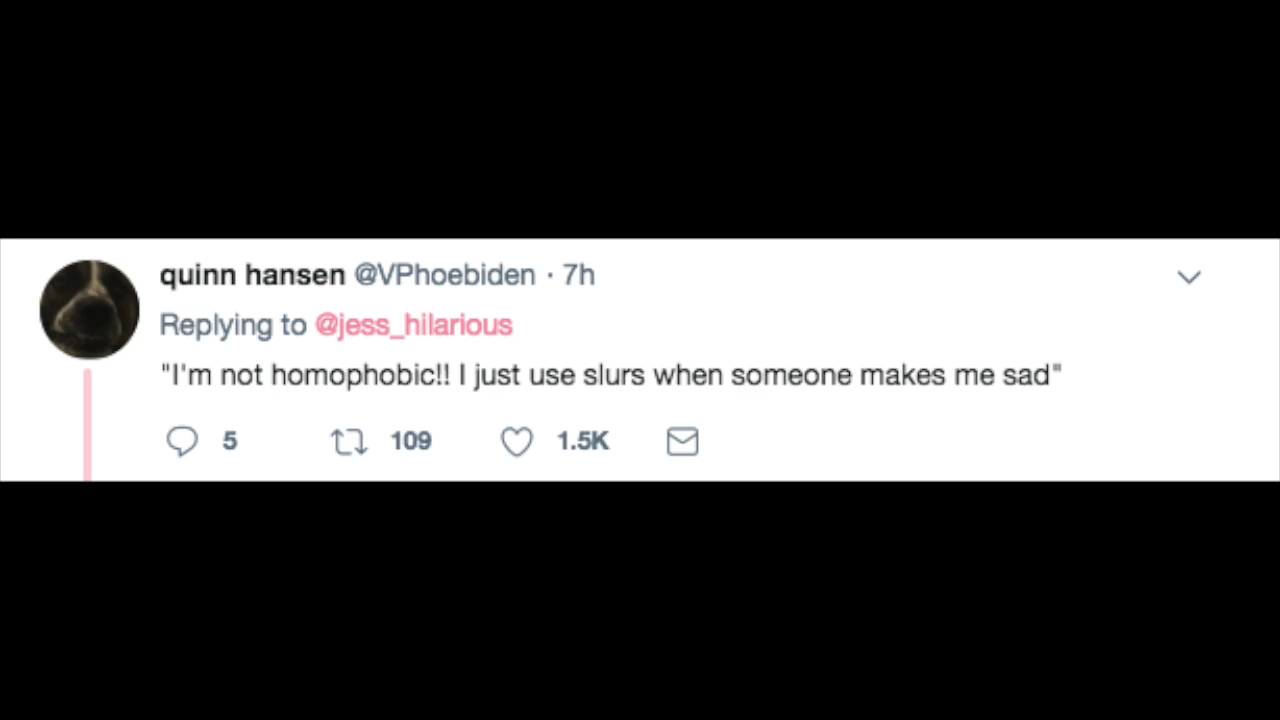 quinn hansen @VPhoebiden · 7h
Replying to @jess_hilarious
"I'm not homophobic!! I just use slurs when someone makes me sad"
5 109 1.5K